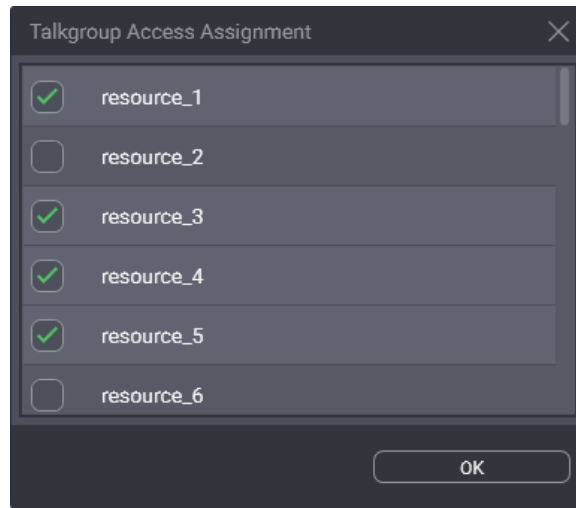 Talkgroup Access Assignment
resource_1
resource_2
resource_3
resource_4
resource_5
resource_6
OK